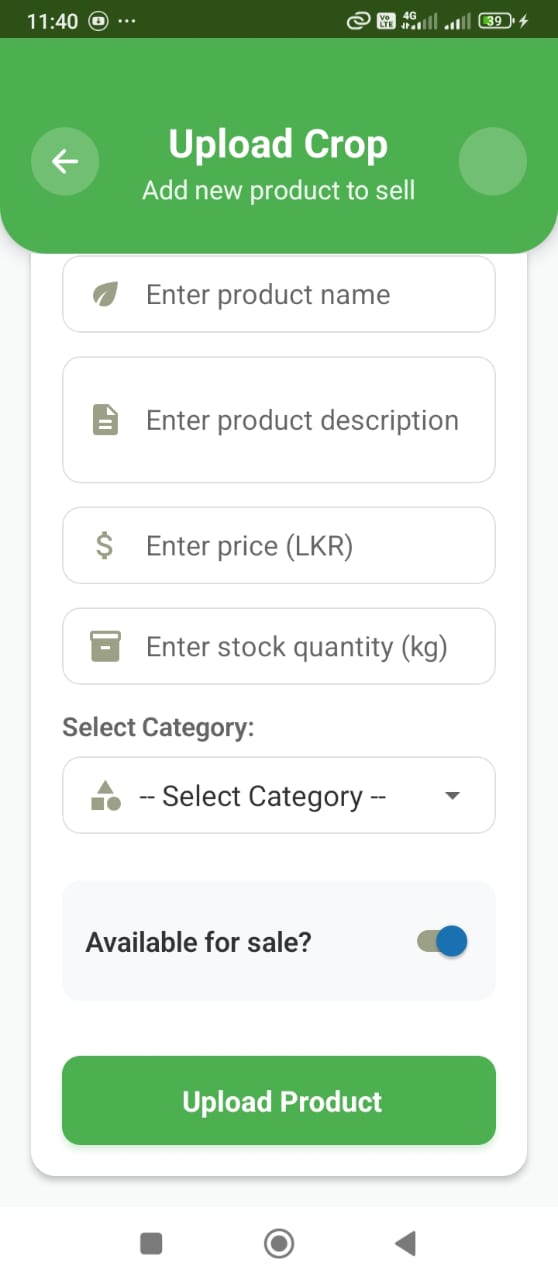 11:40
Vo LTE 4G 39
Upload Crop
Add new product to sell
Enter product name
Enter product description
$ Enter price (LKR)
Enter stock quantity (kg)
Select Category:
-- Select Category --
Available for sale?
Upload Product